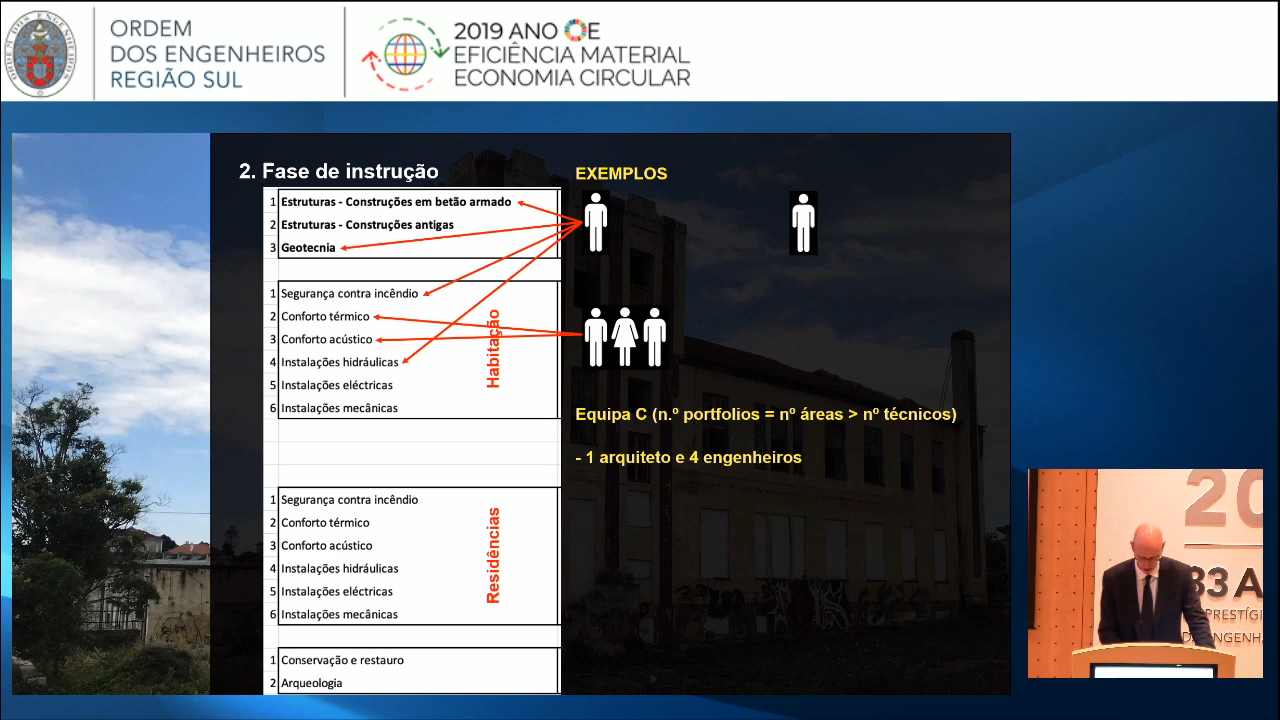 ORDEM
DOS ENGENHEIROS
REGIÃO SUL
2019 ANO OE
EFICIÊNCIA MATERIAL
ECONOMIA CIRCULAR
2. Fase de instrução
1 Estruturas - Construções em betão armado
2 Estruturas - Construções antigas
3 Geotecnia
1 Segurança contra incêndio
2 Conforto térmico
3 Conforto acústico
4 Instalações hidráulicas
5 Instalações eléctricas
6 Instalações mecânicas
Habitação
1 Segurança contra incêndio
2 Conforto térmico
3 Conforto acústico
4 Instalações hidráulicas
5 Instalações eléctricas
6 Instalações mecânicas
Residências
1 Conservação e restauro
2 Arqueologia
EXEMPLOS
Equipa C (n.º portfolios = nº áreas > nº técnicos)
- 1 arquiteto e 4 engenheiros
20
83 A
PRESTÍGI
ENGENHA